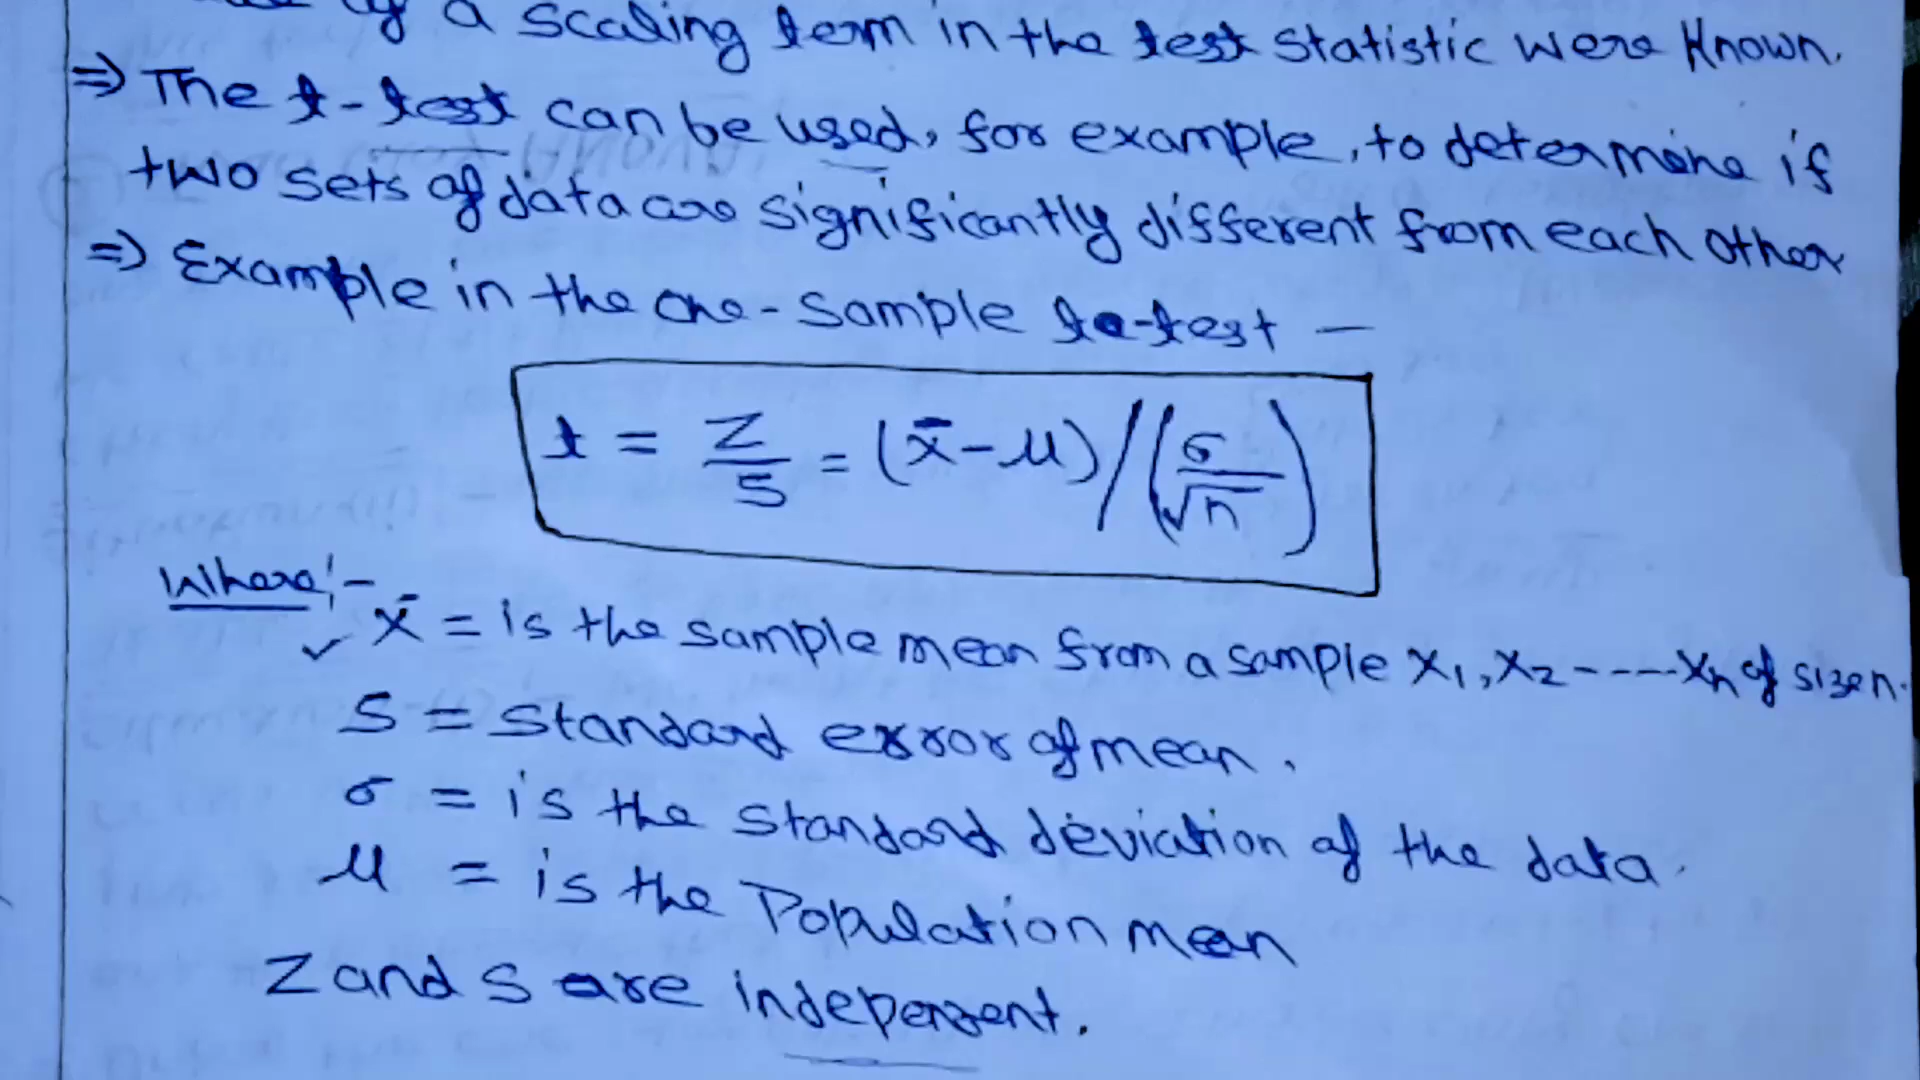 of a scaling term in the test statistic were known.
⇒ The t-test can be used, for example, to determine if
two sets of data are significantly different from each other
⇒ Example in the one-sample t-test —
t = Z/s = (x̄-μ)/(σ/√n)
Where:-
x̄ = is the sample mean from a sample x₁, x₂-----xn of size n.
S = Standard error of mean.
σ = is the standard deviation of the data.
μ = is the Population mean
Z and S are independent.